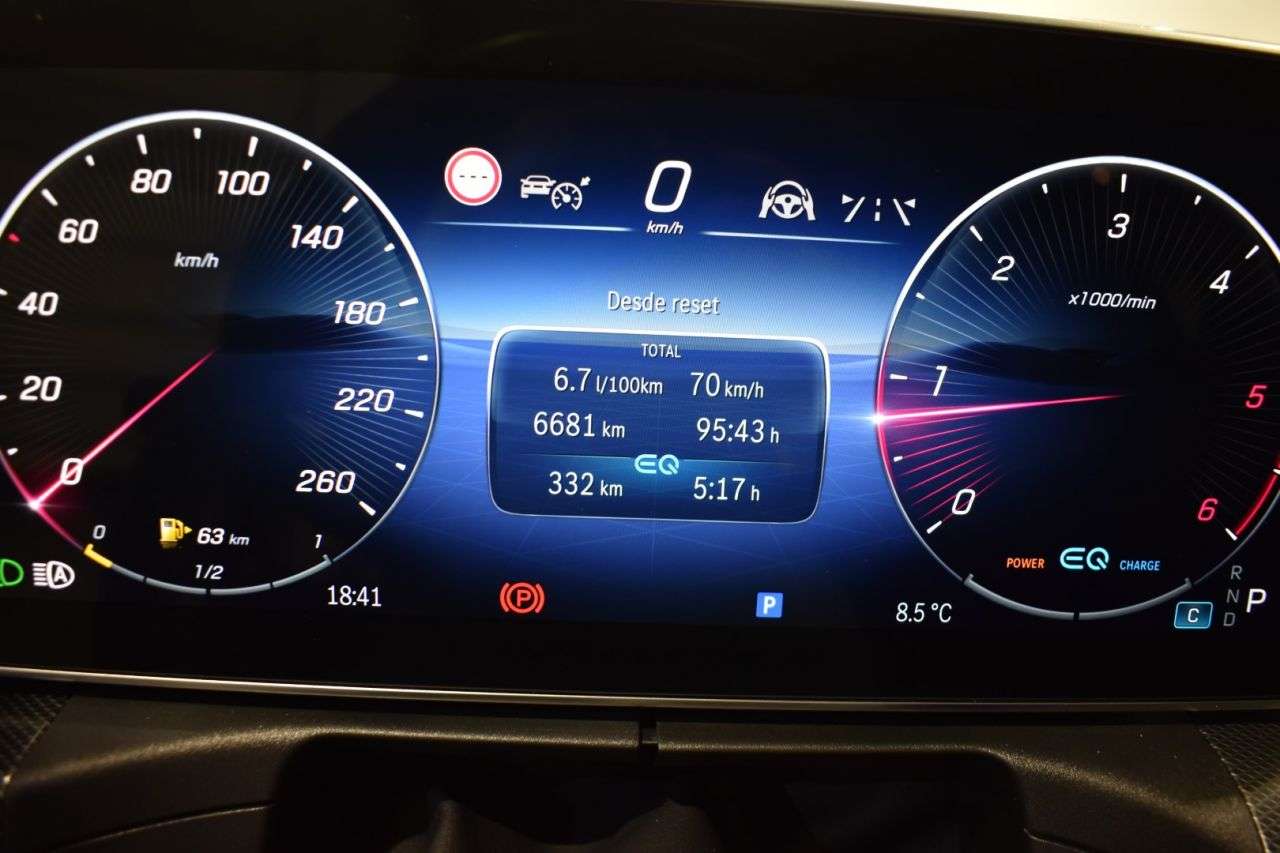 80 100
60 140
40 180
20 220
0 260
km/h
0 63 km 1
1/2
A
18:41
---
0
km/h
Desde reset
TOTAL
6.7 l/100km 70 km/h
6681 km 95:43 h
EQ
332 km 5:17 h
P
P
8.5 °C
3
2 4
x1000/min
1 5
0 6
POWER EQ CHARGE
R
N P
C D